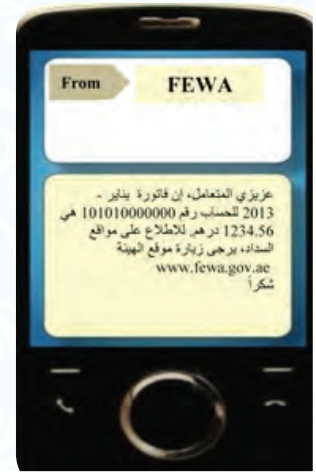 From
FEWA
عزيزي المتعامل، إن فاتورة يناير -
2013 للحساب رقم 101010000000 هي
1234.56 درهم. للاطلاع على مواقع
السداد، يرجى زيارة موقع الهيئة
www.fewa.gov.ae
شكراً